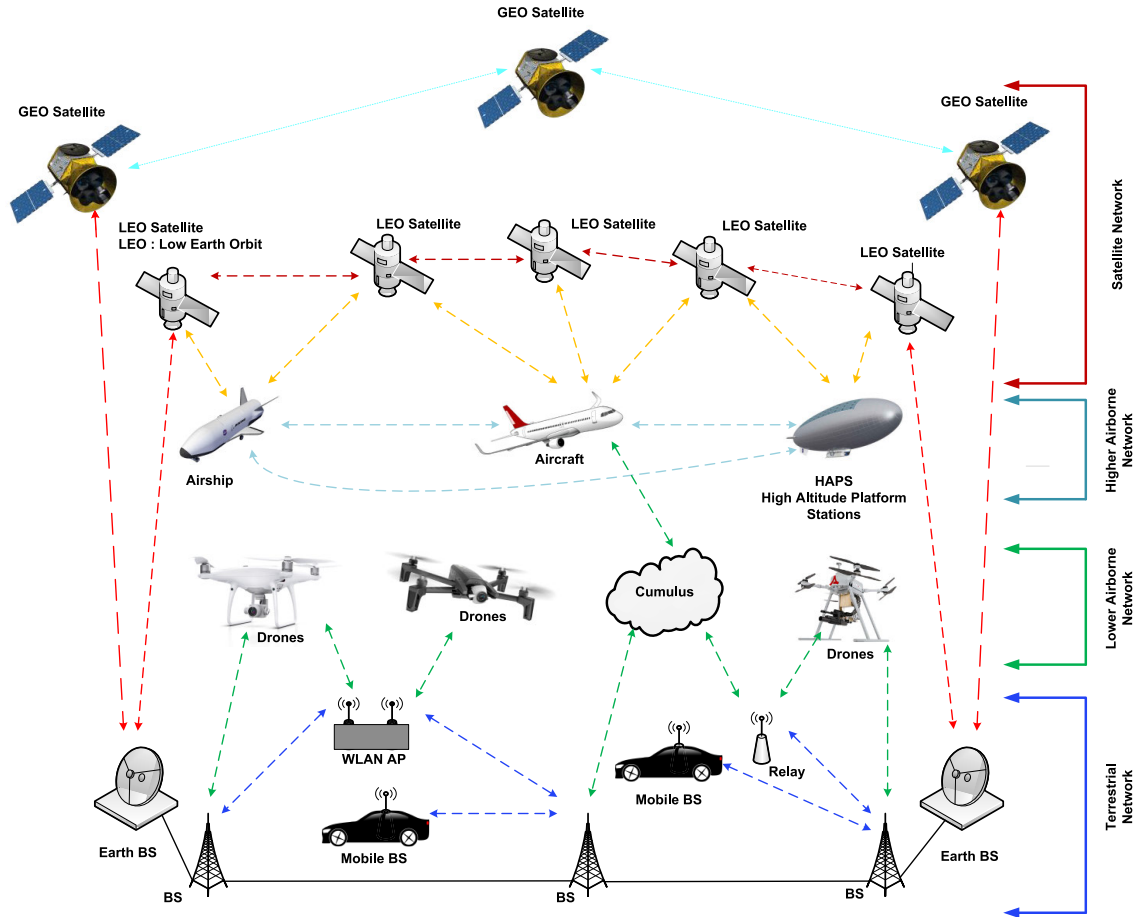 GEO Satellite
GEO Satellite
GEO Satellite
LEO Satellite
LEO : Low Earth Orbit
LEO Satellite
LEO Satellite
LEO Satellite
LEO Satellite
Satellite Network
Airship
Aircraft
HAPS
High Altitude Platform
Stations
Higher Airborne
Network
Drones
Drones
Cumulus
Drones
Lower Airborne
Network
WLAN AP
Mobile BS
Mobile BS
Relay
Earth BS
Earth BS
BS
BS
BS
Terrestrial
Network